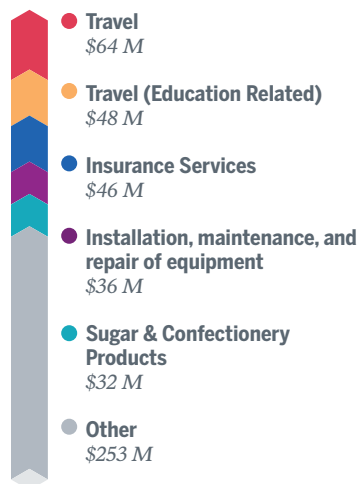 Travel
$64 M
Travel (Education Related)
$48 M
Insurance Services
$46 M
Installation, maintenance, and
repair of equipment
$36 M
Sugar & Confectionery
Products
$32 M
Other
$253 M